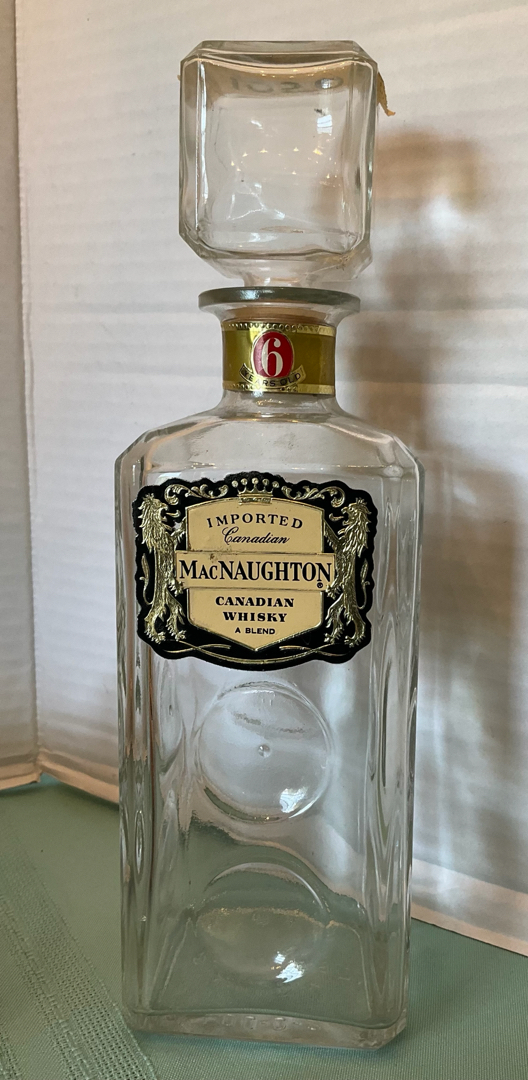 6
YEARS OLD
IMPORTED
Canadian
MACNAUGHTON®
CANADIAN
WHISKY
A BLEND